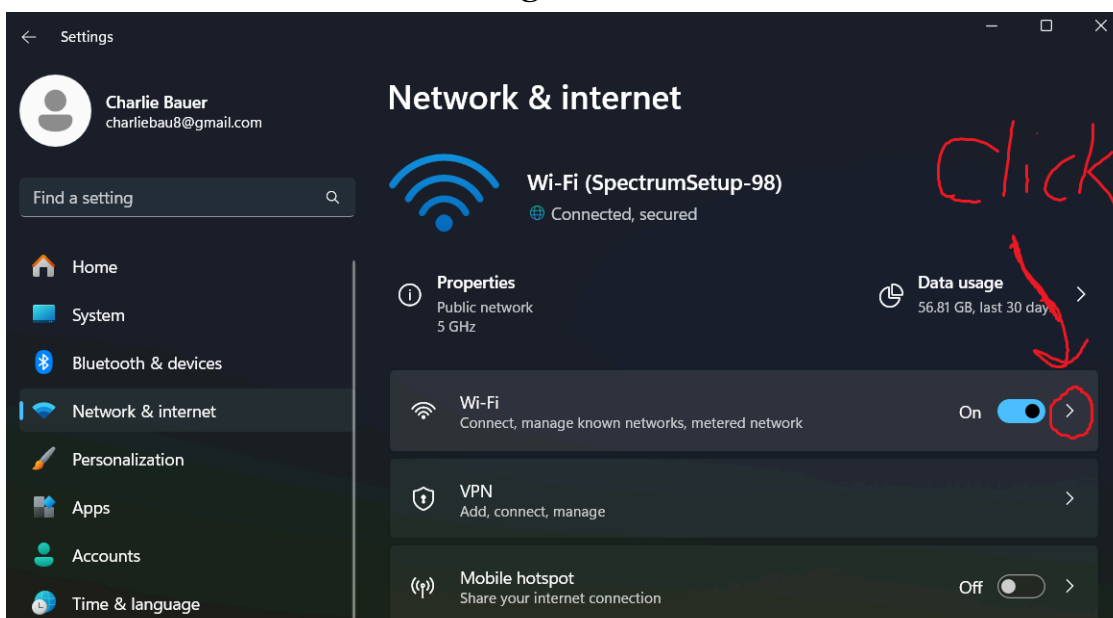 Settings
Charlie Bauer
charliebau8@gmail.com
Find a setting
Home
System
Bluetooth & devices
Network & internet
Personalization
Apps
Accounts
Time & language
Network & internet
Wi-Fi (SpectrumSetup-98)
Connected, secured
Click
Properties
Public network
5 GHz
Data usage
56.81 GB, last 30 days
Wi-Fi
Connect, manage known networks, metered network
On
VPN
Add, connect, manage
Mobile hotspot
Share your internet connection
Off